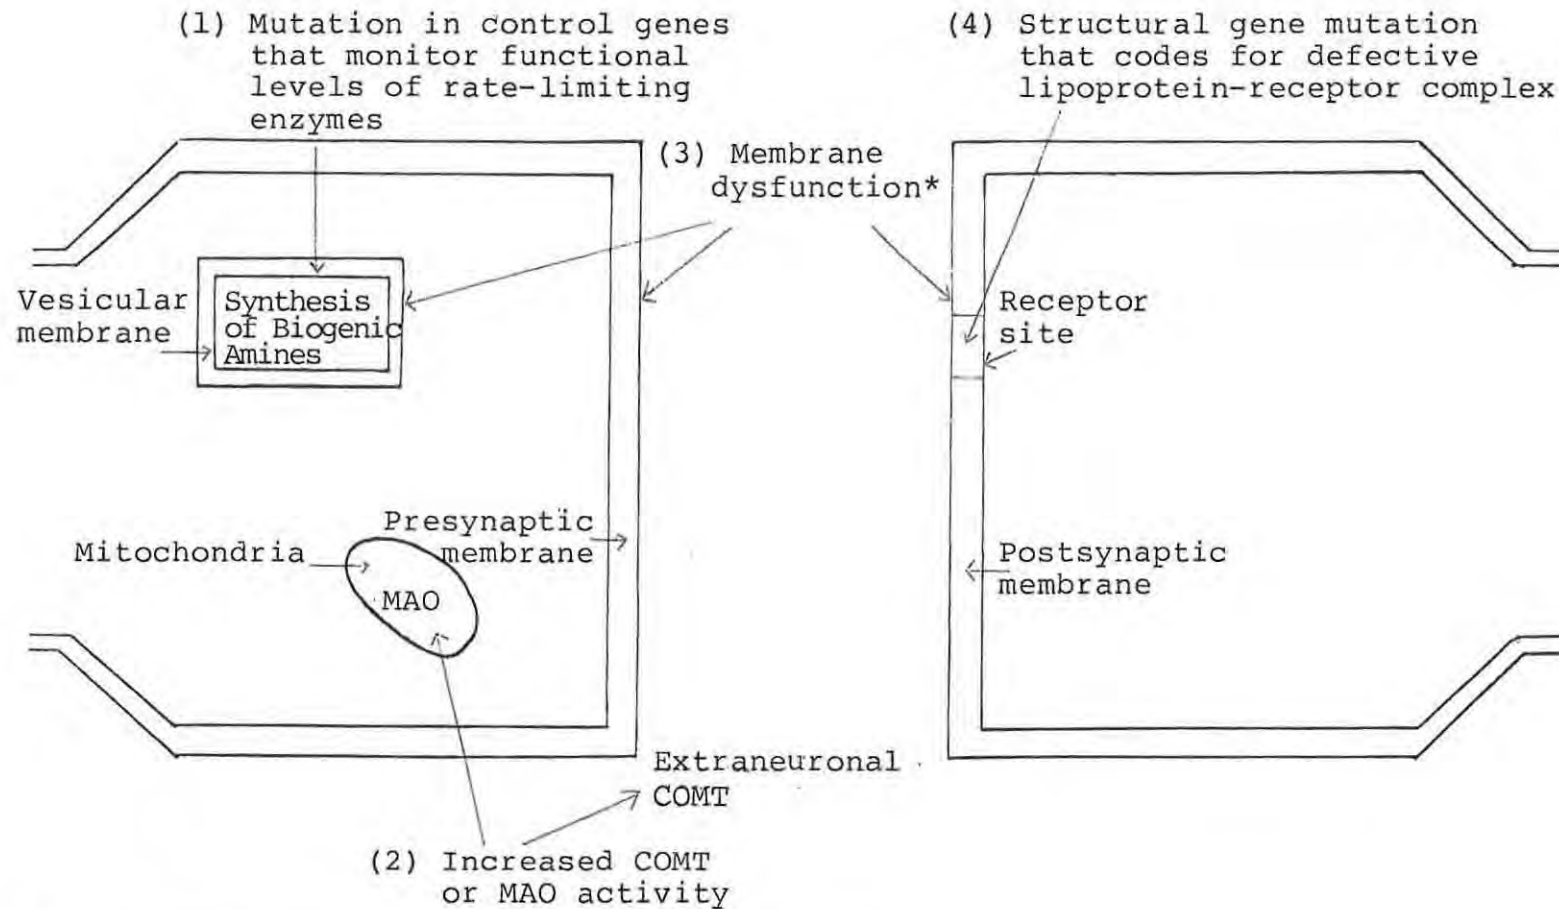 (1) Mutation in control genes
that monitor functional
levels of rate-limiting
enzymes
(4) Structural gene mutation
that codes for defective
lipoprotein-receptor complex
(3) Membrane
dysfunction*
Vesicular
membrane
Synthesis
of Biogenic
Amines
Receptor
site
Presynaptic
membrane
Mitochondria
MAO
Postsynaptic
membrane
Extraneuronal
COMT
(2) Increased COMT
or MAO activity